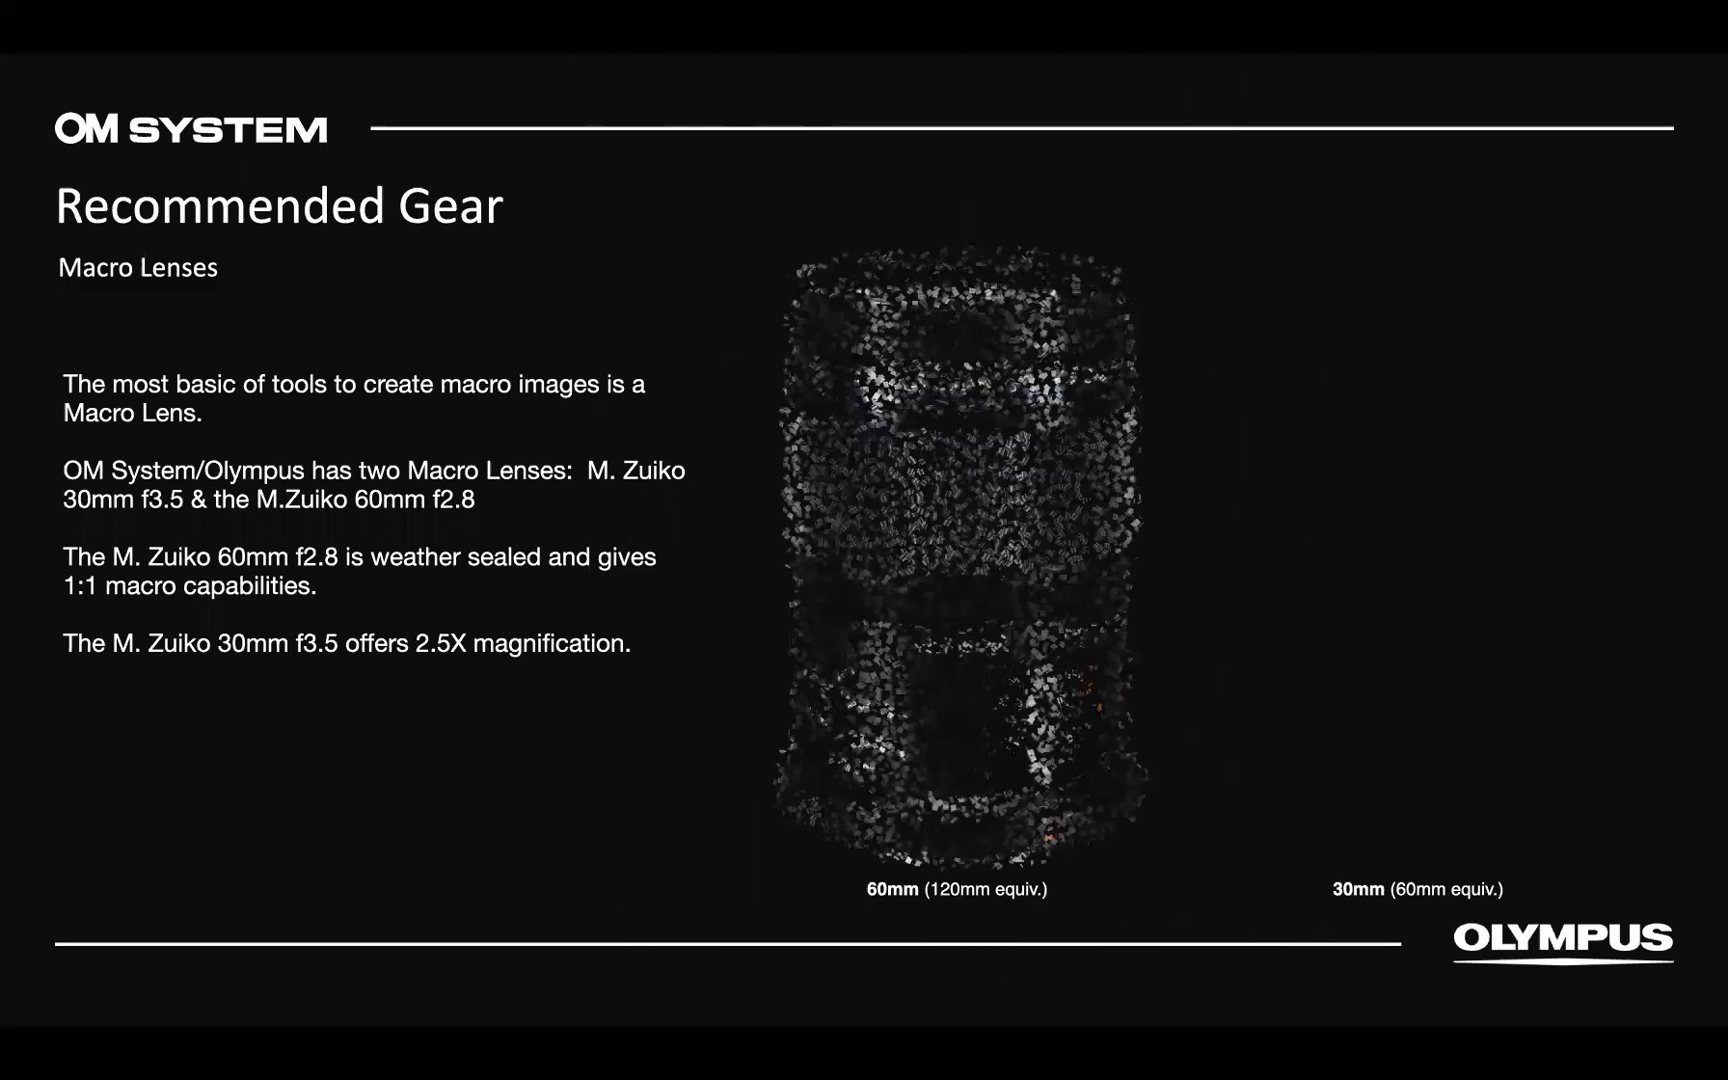 OM SYSTEM
Recommended Gear
Macro Lenses
The most basic of tools to create macro images is a
Macro Lens.
OM System/Olympus has two Macro Lenses:  M. Zuiko
30mm f3.5 & the M.Zuiko 60mm f2.8
The M. Zuiko 60mm f2.8 is weather sealed and gives
1:1 macro capabilities.
The M. Zuiko 30mm f3.5 offers 2.5X magnification.
60mm (120mm equiv.)
30mm (60mm equiv.)
OLYMPUS